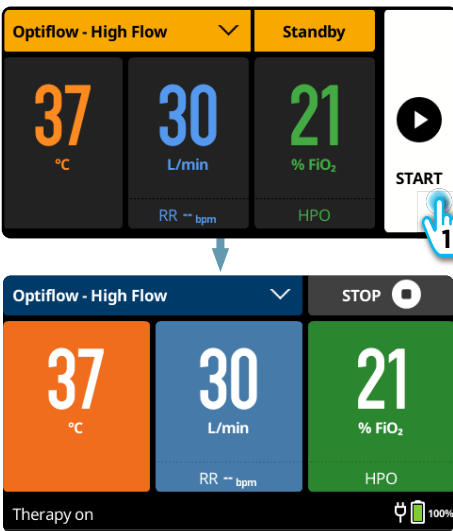 Optiflow - High Flow Standby
37 30 21
°C L/min % FiO₂
START
RR -- bpm HPO
1
Optiflow - High Flow STOP
37 30 21
°C L/min % FiO₂
RR -- bpm HPO
Therapy on 100%